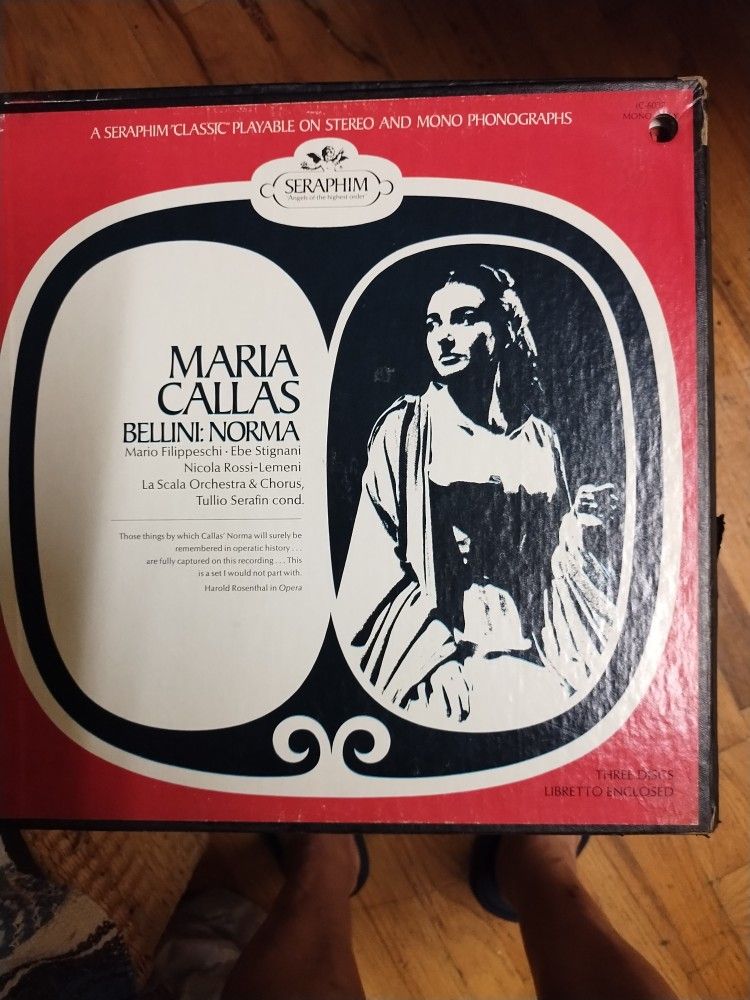 A SERAPHIM "CLASSIC" PLAYABLE ON STEREO AND MONO PHONOGRAPHS
MONO
SERAPHIM
"Angels of the highest order"
MARIA
CALLAS
BELLINI: NORMA
Mario Filippeschi · Ebe Stignani
Nicola Rossi-Lemeni
La Scala Orchestra & Chorus,
Tullio Serafin cond.
Those things by which Callas' Norma will surely be
remembered in operatic history . . .
are fully captured on this recording . . . This
is a set I would not part with.
Harold Rosenthal in Opera
THREE DISCS
LIBRETTO ENCLOSED